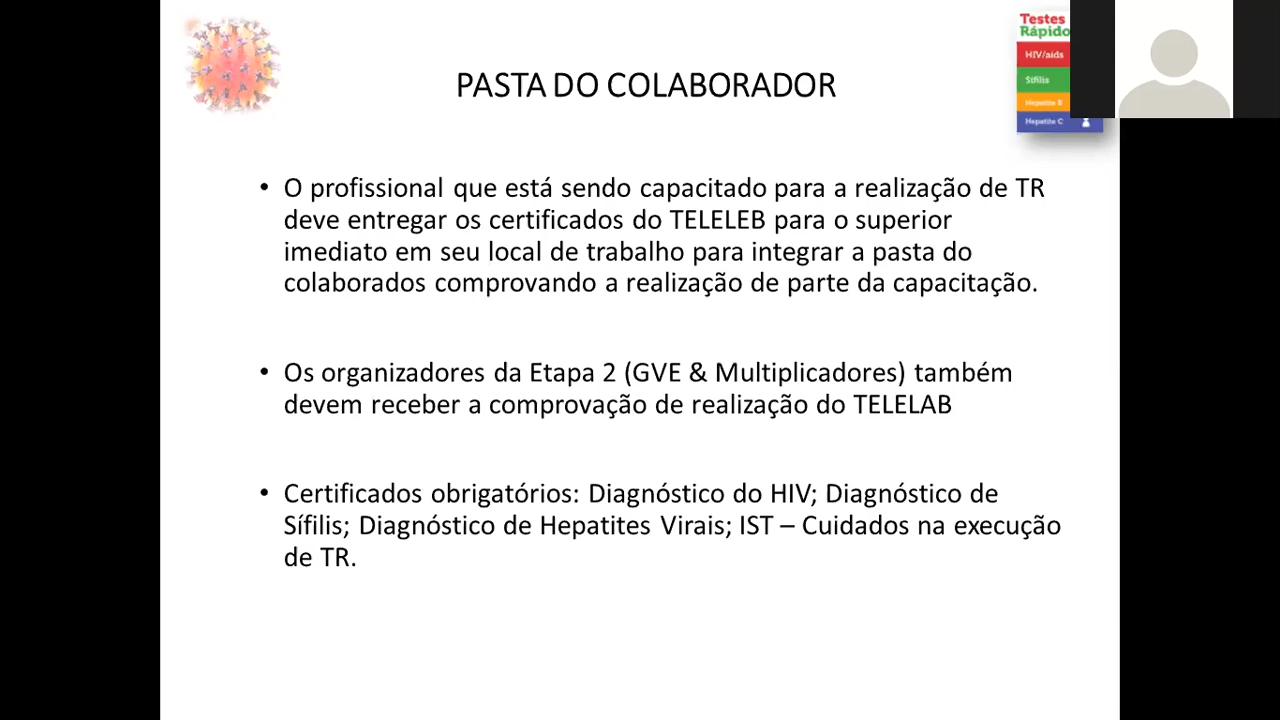 PASTA DO COLABORADOR
Testes
Rápido
HIV/aids
Sífilis
Hepatite B
Hepatite C
• O profissional que está sendo capacitado para a realização de TR
deve entregar os certificados do TELELEB para o superior
imediato em seu local de trabalho para integrar a pasta do
colaborados comprovando a realização de parte da capacitação.
• Os organizadores da Etapa 2 (GVE & Multiplicadores) também
devem receber a comprovação de realização do TELELAB
• Certificados obrigatórios: Diagnóstico do HIV; Diagnóstico de
Sífilis; Diagnóstico de Hepatites Virais; IST – Cuidados na execução
de TR.